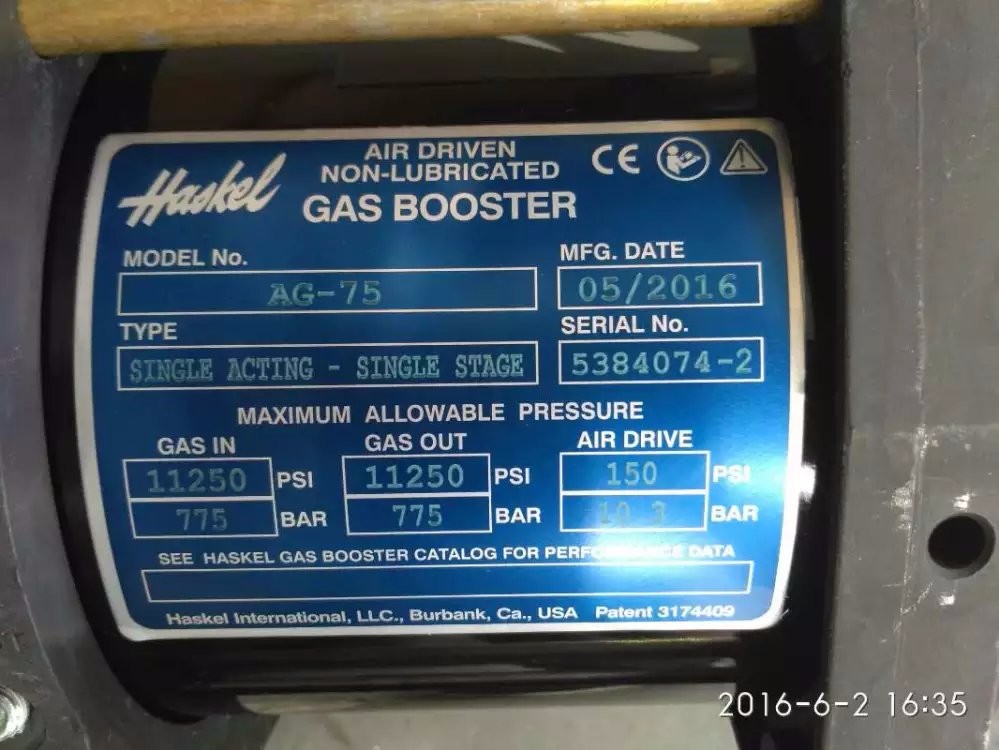 Haskel
AIR DRIVEN
NON-LUBRICATED
GAS BOOSTER
CE
MODEL No.
AG-75
MFG. DATE
05/2016
TYPE
SINGLE ACTING - SINGLE STAGE
SERIAL No.
5384074-2
MAXIMUM ALLOWABLE PRESSURE
GAS IN GAS OUT AIR DRIVE
11250 PSI 11250 PSI 150 PSI
775 BAR 775 BAR 10.3 BAR
SEE HASKEL GAS BOOSTER CATALOG FOR PERFORMANCE DATA
Haskel International, LLC., Burbank, Ca., USA Patent 3174409
2016-6-2 16:35